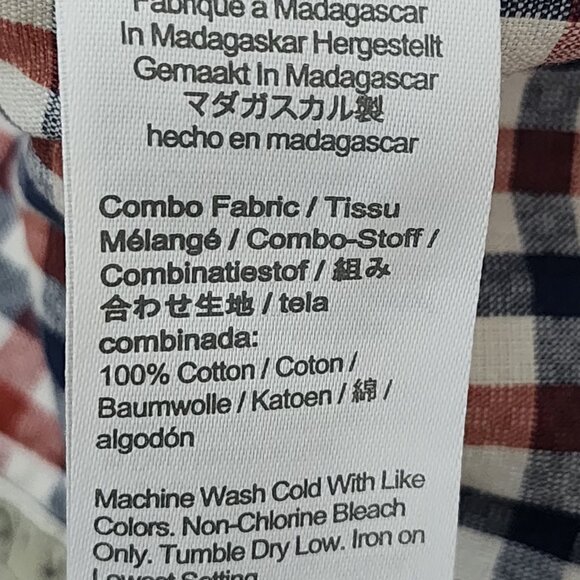 Fabriqué à Madagascar
In Madagaskar Hergestellt
Gemaakt In Madagascar
マダガスカル製
hecho en madagascar
Combo Fabric / Tissu
Mélangé / Combo-Stoff /
Combinatiestof / 組み
合わせ生地 / tela
combinada:
100% Cotton / Coton /
Baumwolle / Katoen / 綿 /
algodón
Machine Wash Cold With Like
Colors. Non-Chlorine Bleach
Only. Tumble Dry Low. Iron on
Lowest Setting